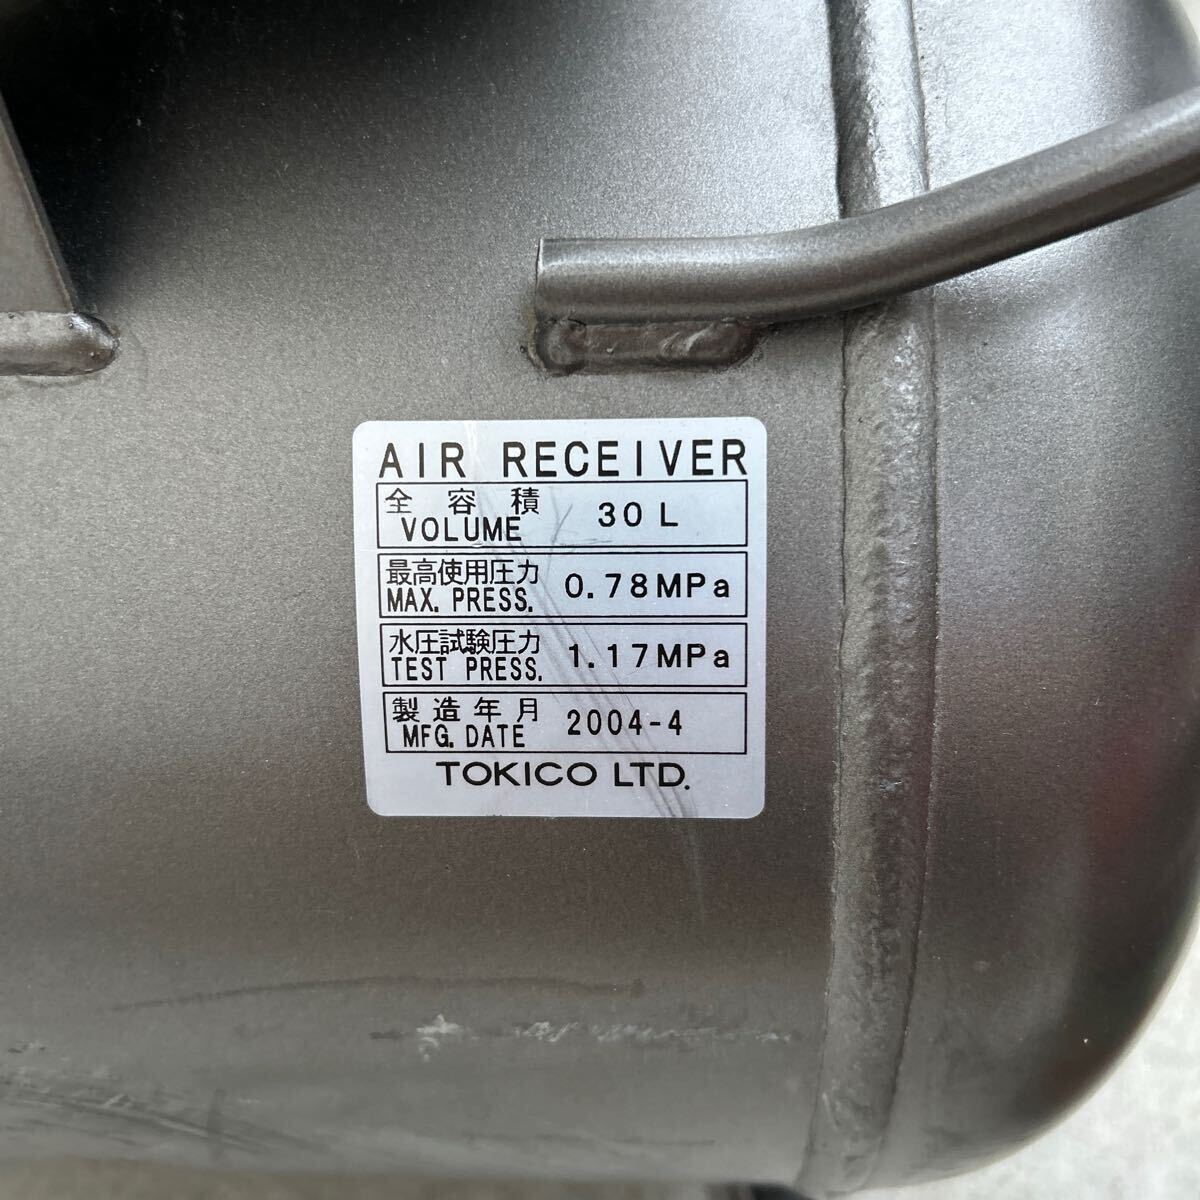 AIR RECEIVER
全容積
VOLUME 30L
最高使用圧力
MAX. PRESS. 0.78MPa
水圧試験圧力
TEST PRESS. 1.17MPa
製造年月
MFG. DATE 2004-4
TOKICO LTD.